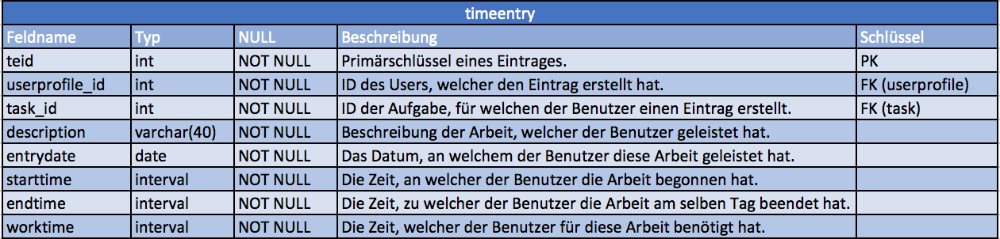 timeentry
Feldname Typ NULL Beschreibung Schlüssel
teid int NOT NULL Primärschlüssel eines Eintrages. PK
userprofile_id int NOT NULL ID des Users, welcher den Eintrag erstellt hat. FK (userprofile)
task_id int NOT NULL ID der Aufgabe, für welchen der Benutzer einen Eintrag erstellt. FK (task)
description varchar(40) NOT NULL Beschreibung der Arbeit, welcher der Benutzer geleistet hat.
entrydate date NOT NULL Das Datum, an welchem der Benutzer diese Arbeit geleistet hat.
starttime interval NOT NULL Die Zeit, an welcher der Benutzer die Arbeit begonnen hat.
endtime interval NOT NULL Die Zeit, zu welcher der Benutzer die Arbeit am selben Tag beendet hat.
worktime interval NOT NULL Die Zeit, welcher der Benutzer für diese Arbeit benötigt hat.